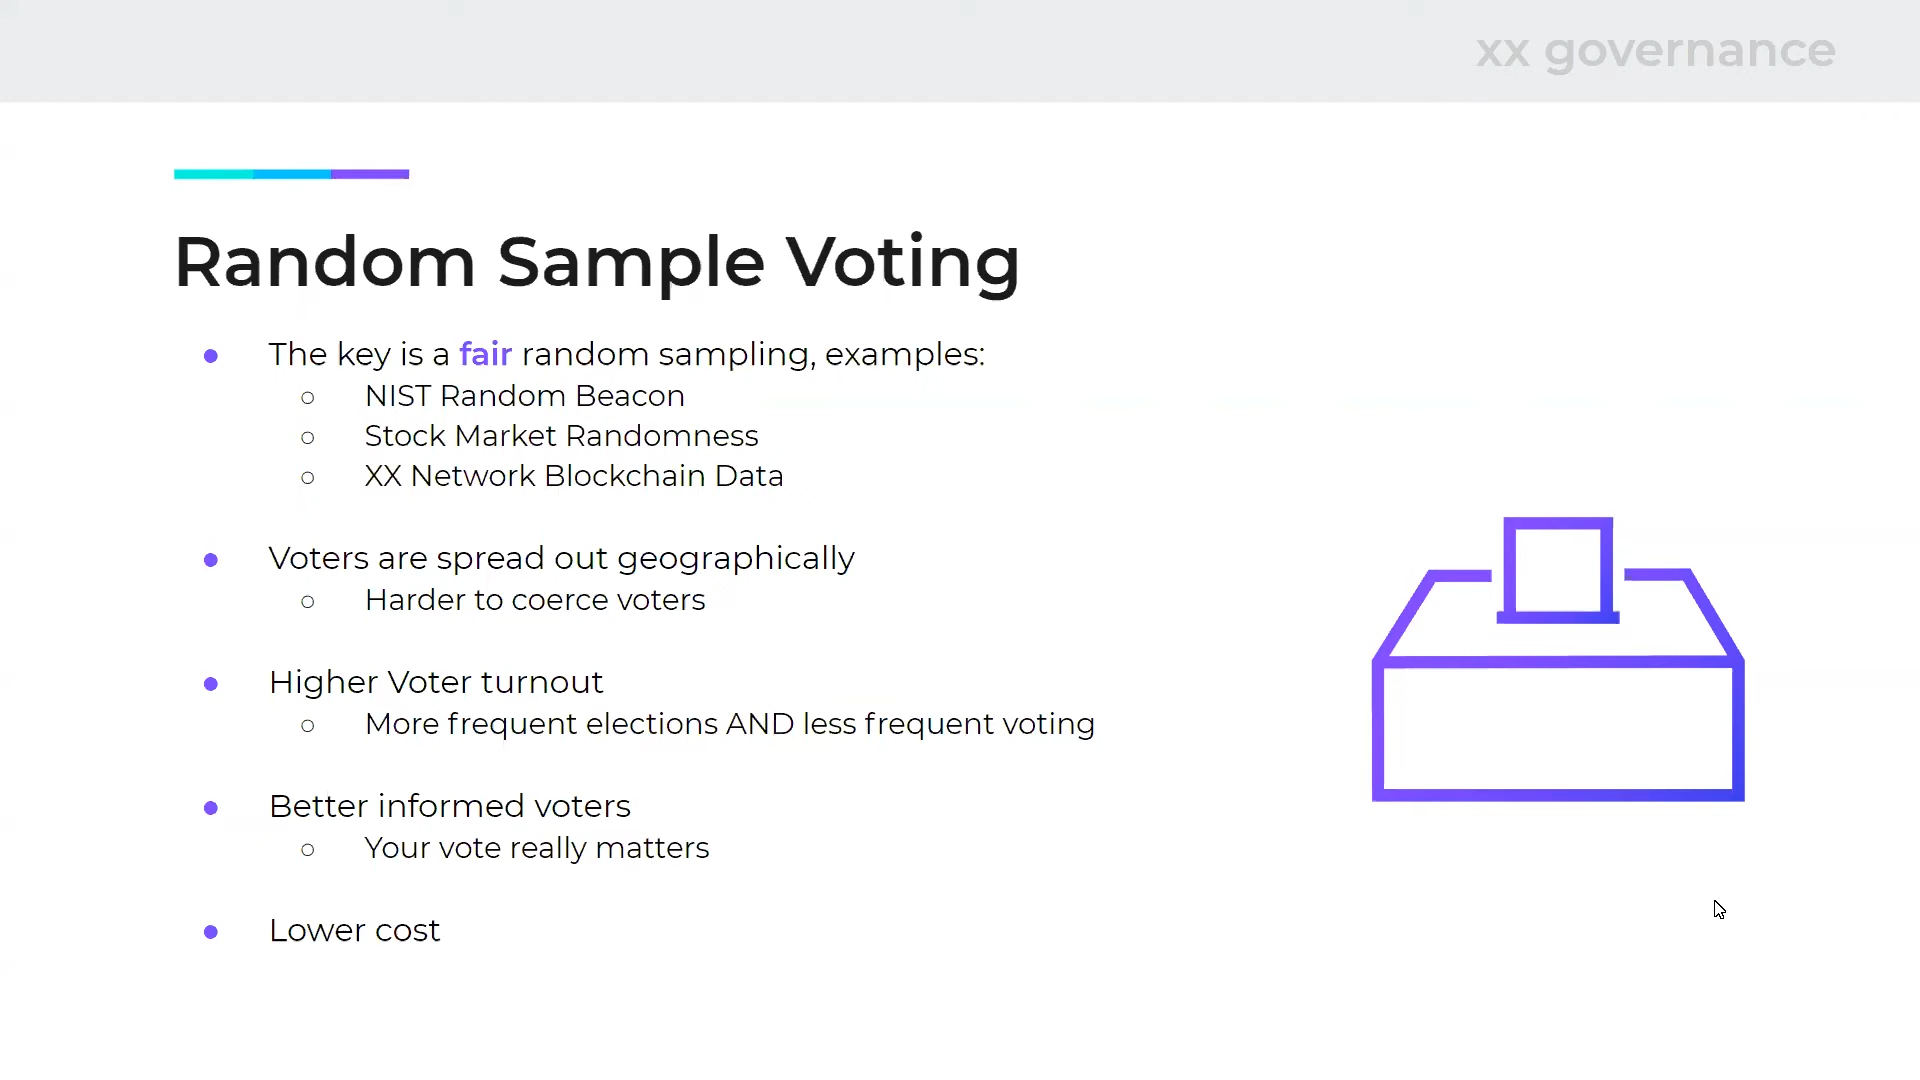 xx governance
Random Sample Voting
● The key is a fair random sampling, examples:
○ NIST Random Beacon
○ Stock Market Randomness
○ XX Network Blockchain Data
● Voters are spread out geographically
○ Harder to coerce voters
● Higher Voter turnout
○ More frequent elections AND less frequent voting
● Better informed voters
○ Your vote really matters
● Lower cost